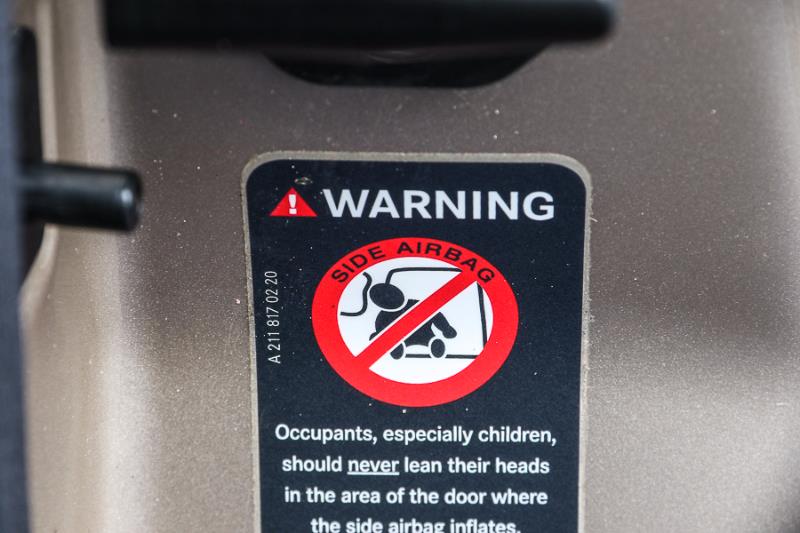 WARNING
SIDE AIRBAG
A 211 817 02 20
Occupants, especially children,
should never lean their heads
in the area of the door where
the side airbag inflates.